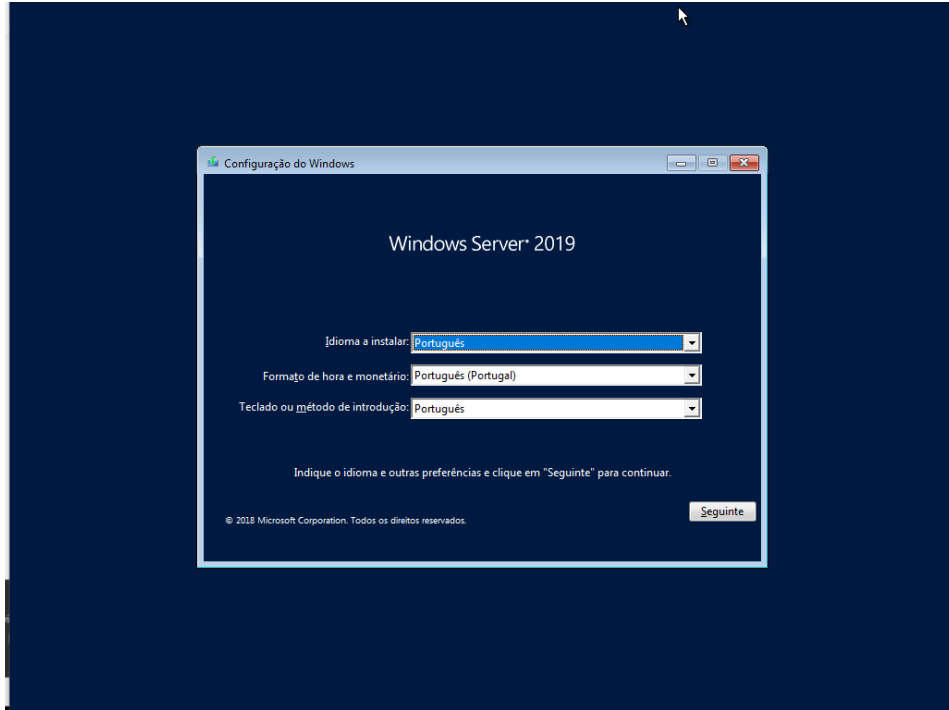 Configuração do Windows
Windows Server® 2019
Idioma a instalar: Português
Formato de hora e monetário: Português (Portugal)
Teclado ou método de introdução: Português
Indique o idioma e outras preferências e clique em "Seguinte" para continuar.
Seguinte
© 2018 Microsoft Corporation. Todos os direitos reservados.